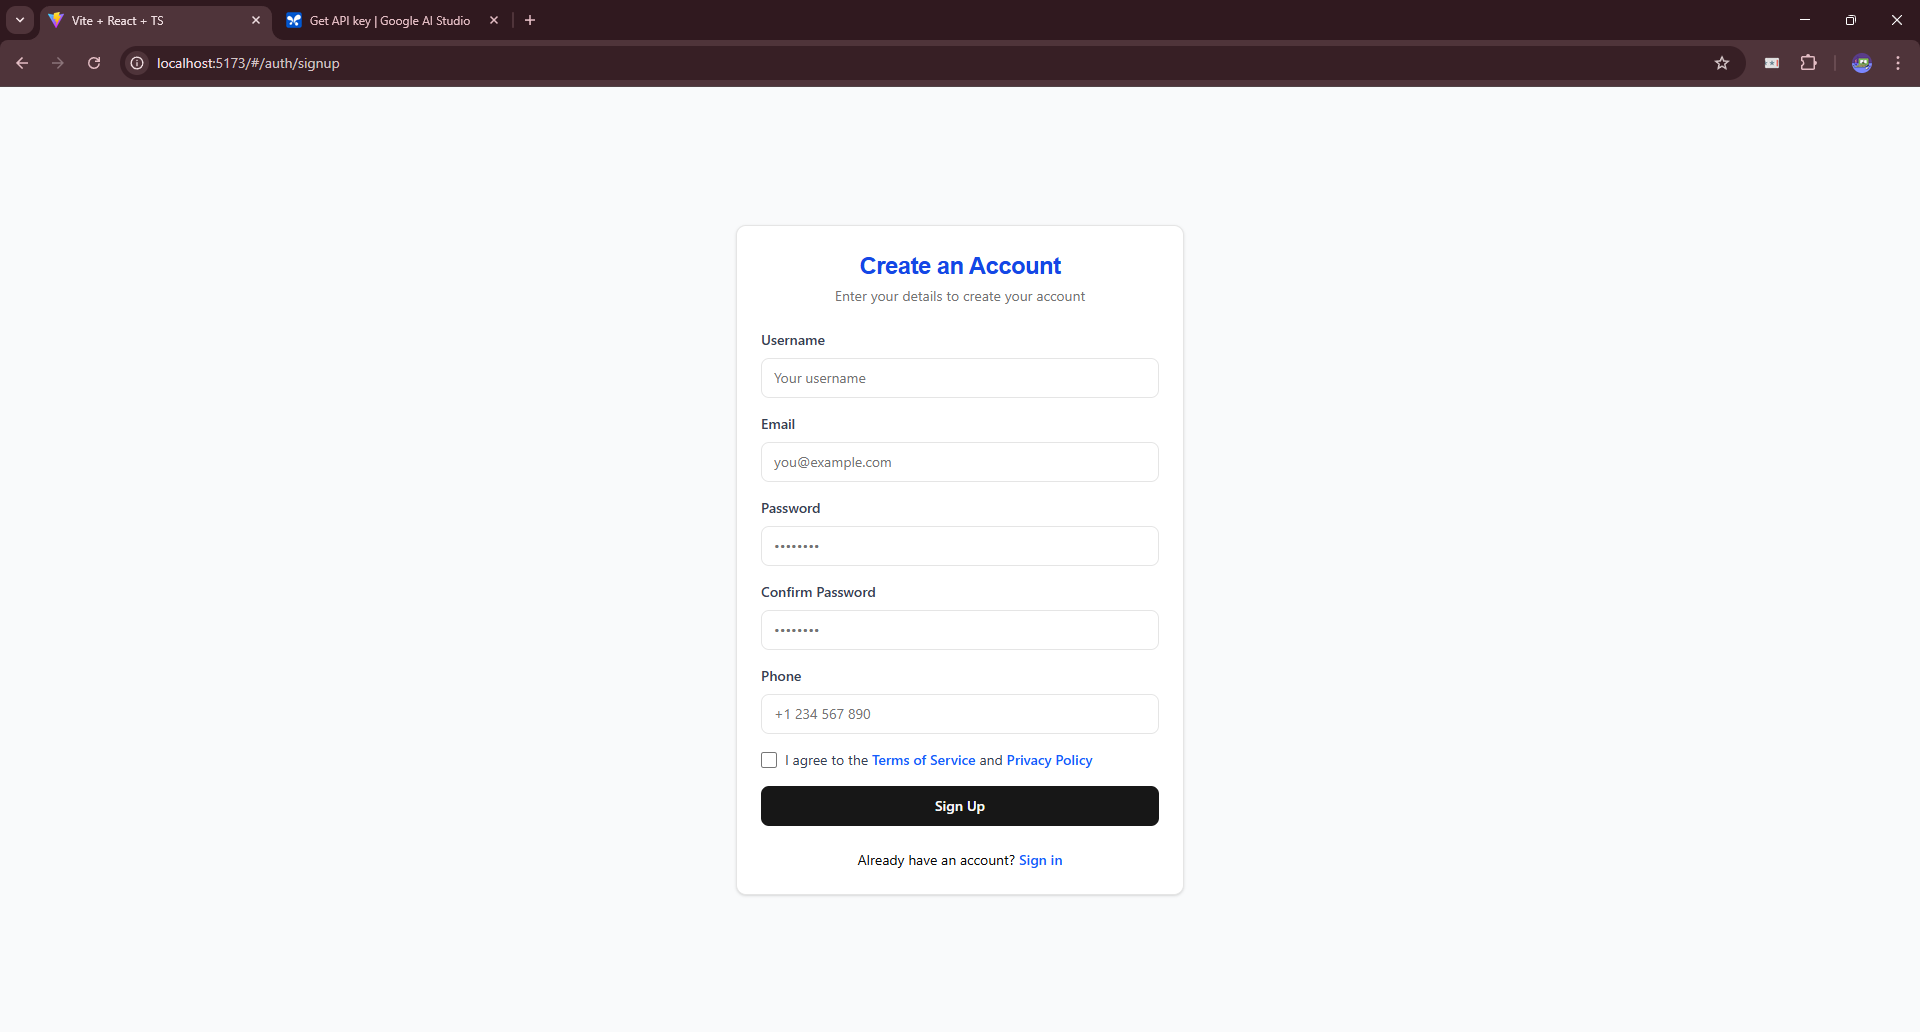 Vite + React + TS
Get API key | Google AI Studio
localhost:5173/#/auth/signup
Create an Account
Enter your details to create your account
Username
Your username
Email
you@example.com
Password
••••••••
Confirm Password
••••••••
Phone
+1 234 567 890
I agree to the Terms of Service and Privacy Policy
Sign Up
Already have an account? Sign in